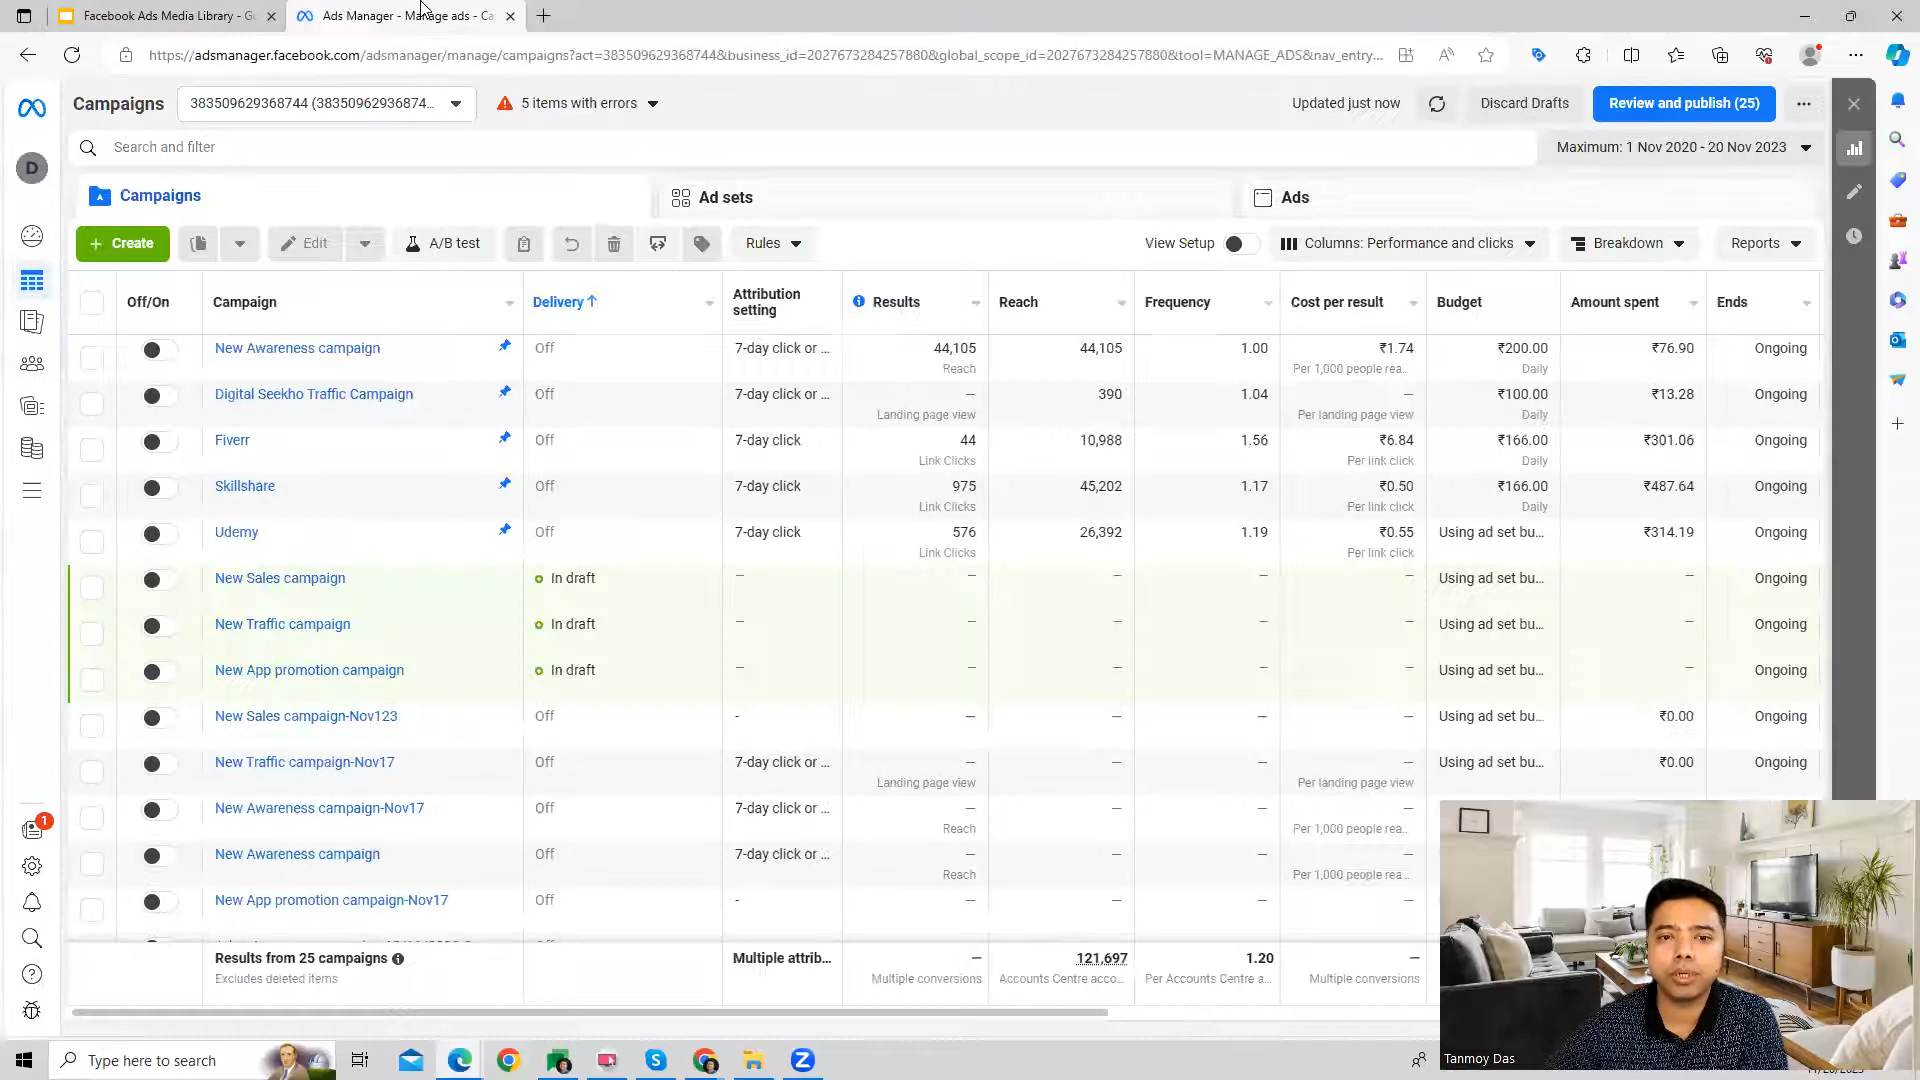 Facebook Ads Media Library - G
Ads Manager - Manage ads - Ca
https://adsmanager.facebook.com/adsmanager/manage/campaigns?act=383509629368744&business_id=2027673284257880&global_scope_id=2027673284257880&tool=MANAGE_ADS&nav_entry...
Campaigns
383509629368744 (38350962936874...
5 items with errors
Updated just now
Discard Drafts
Review and publish (25)
D
Search and filter
Maximum: 1 Nov 2020 - 20 Nov 2023
Campaigns
Ad sets
Ads
+ Create
Edit
A/B test
Rules
View Setup
Columns: Performance and clicks
Breakdown
Reports
Off/On
Campaign
Delivery↑
Attribution setting
Results
Reach
Frequency
Cost per result
Budget
Amount spent
Ends
New Awareness campaign Off 7-day click or ... 44,105 44,105 1.00 ₹1.74 ₹200.00 ₹76.90 Ongoing
Reach Per 1,000 people rea... Daily
Digital Seekho Traffic Campaign Off 7-day click or ... — 390 1.04 — ₹100.00 ₹13.28 Ongoing
Landing page view Per landing page view Daily
Fiverr Off 7-day click 44 10,988 1.56 ₹6.84 ₹166.00 ₹301.06 Ongoing
Link Clicks Per link click Daily
Skillshare Off 7-day click 975 45,202 1.17 ₹0.50 ₹166.00 ₹487.64 Ongoing
Link Clicks Per link click Daily
Udemy Off 7-day click 576 26,392 1.19 ₹0.55 Using ad set bu... ₹314.19 Ongoing
Link Clicks Per link click
New Sales campaign In draft — — — — — Using ad set bu... — Ongoing
New Traffic campaign In draft — — — — — Using ad set bu... — Ongoing
New App promotion campaign In draft — — — — — Using ad set bu... — Ongoing
New Sales campaign-Nov123 Off - — — — — Using ad set bu... ₹0.00 Ongoing
New Traffic campaign-Nov17 Off 7-day click or ... — — — — Using ad set bu... ₹0.00 Ongoing
Landing page view Per landing page view
New Awareness campaign-Nov17 Off 7-day click or ... — — — —
Reach Per 1,000 people rea...
New Awareness campaign Off 7-day click or ... — — — —
Reach Per 1,000 people rea...
New App promotion campaign-Nov17 Off - — — — —
1
Results from 25 campaigns Multiple attrib... — 121,697 1.20 —
Excludes deleted items Multiple conversions Accounts Centre acco... Per Accounts Centre a... Multiple conversions
Type here to search
Tanmoy Das